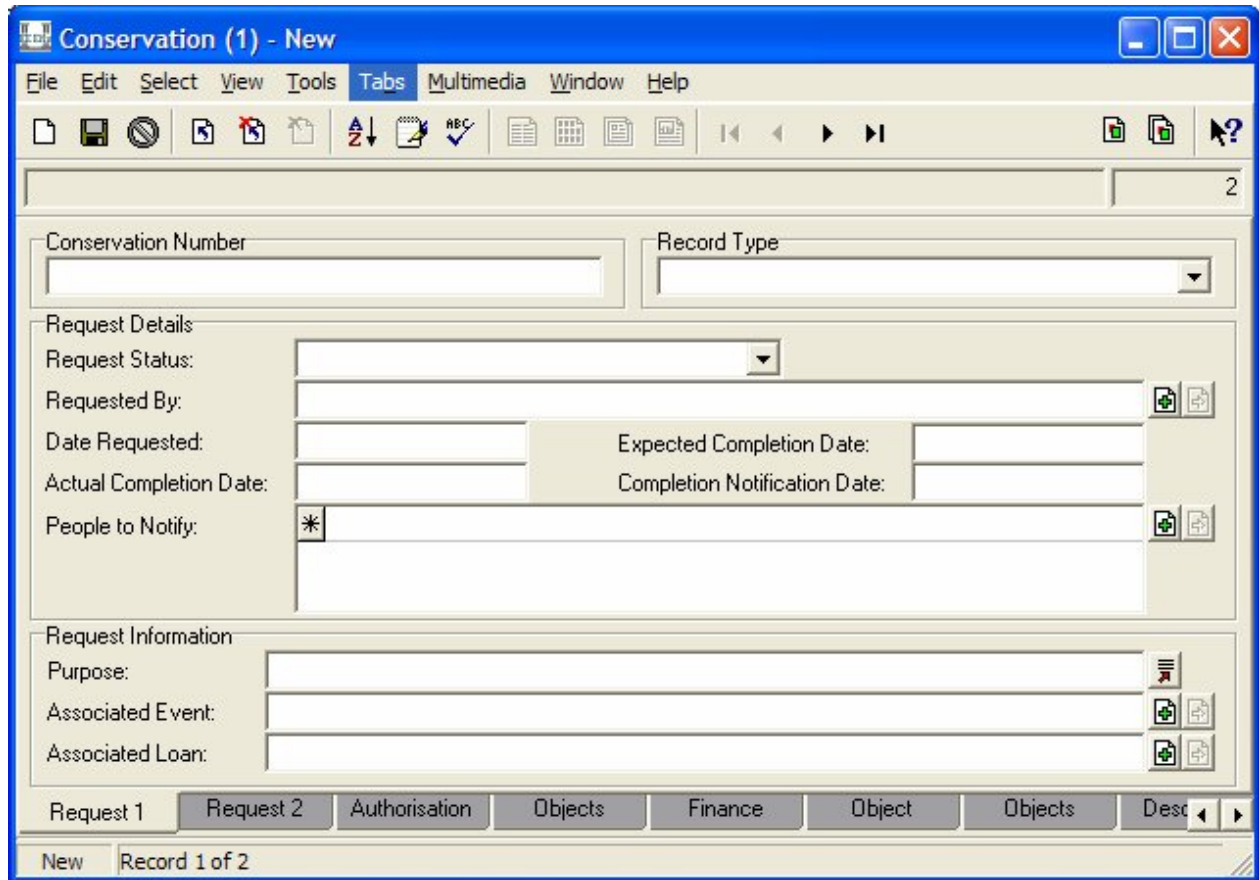 Conservation (1) - New
File Edit Select View Tools Tabs Multimedia Window Help
2
Conservation Number Record Type
Request Details
Request Status:
Requested By:
Date Requested: Expected Completion Date:
Actual Completion Date: Completion Notification Date:
People to Notify:
Request Information
Purpose:
Associated Event:
Associated Loan:
Request 1 Request 2 Authorisation Objects Finance Object Objects Desc
New Record 1 of 2